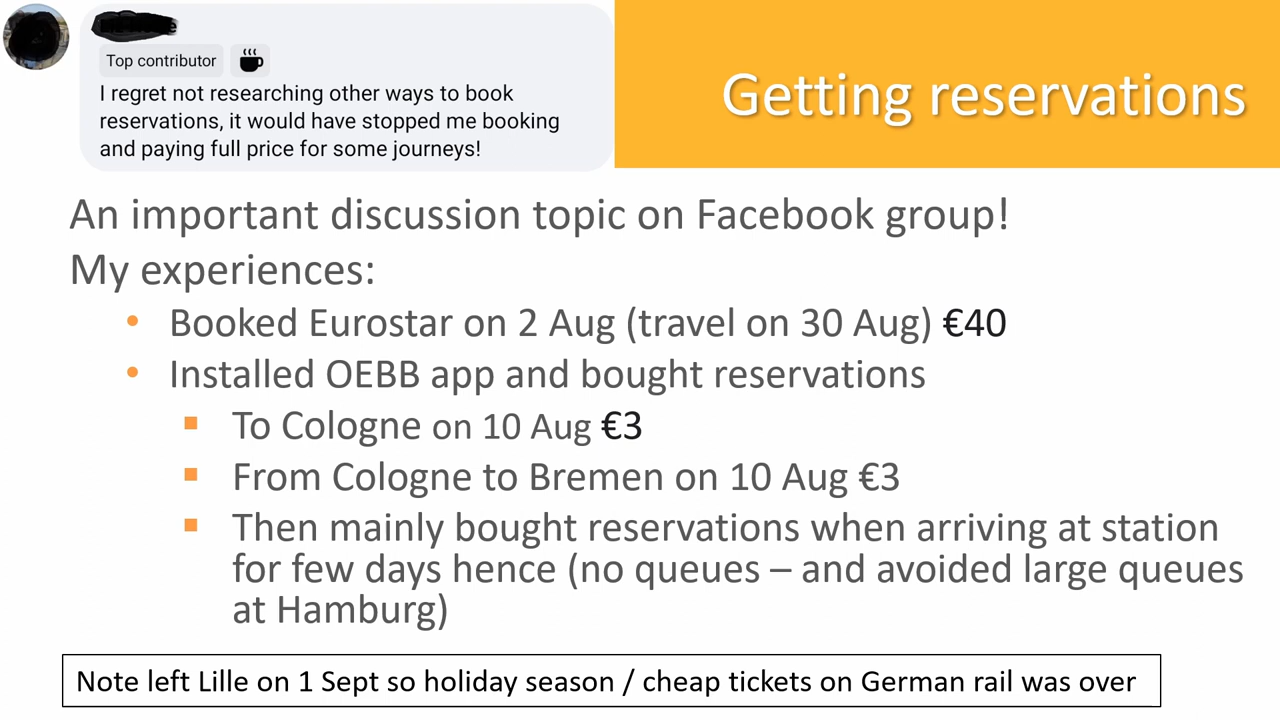 Top contributor
I regret not researching other ways to book
reservations, it would have stopped me booking
and paying full price for some journeys!
Getting reservations
An important discussion topic on Facebook group!
My experiences:
• Booked Eurostar on 2 Aug (travel on 30 Aug) €40
• Installed OEBB app and bought reservations
▪ To Cologne on 10 Aug €3
▪ From Cologne to Bremen on 10 Aug €3
▪ Then mainly bought reservations when arriving at station
for few days hence (no queues – and avoided large queues
at Hamburg)
Note left Lille on 1 Sept so holiday season / cheap tickets on German rail was over